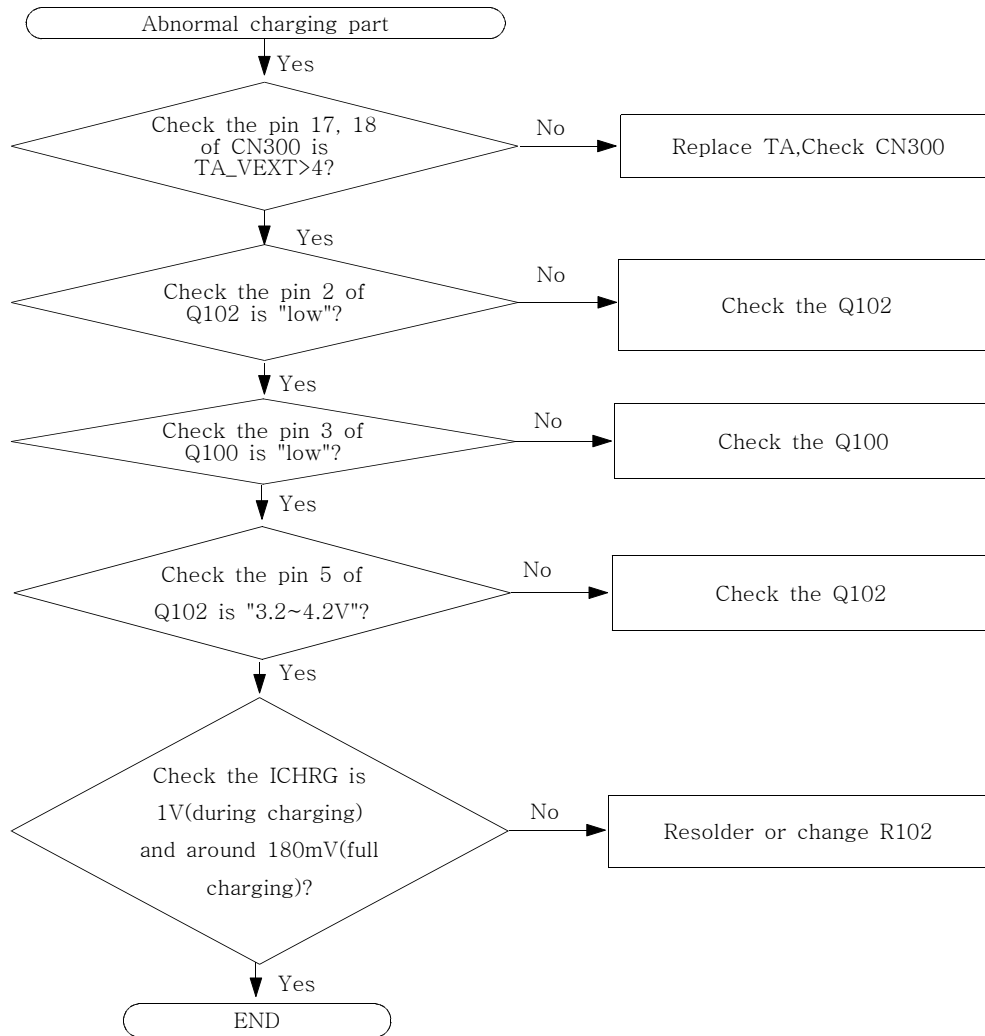 Abnormal charging part
Yes
Check the pin 17, 18
of CN300 is
TA_VEXT>4?
No
Replace TA,Check CN300
Yes
Check the pin 2 of
Q102 is "low"?
No
Check the Q102
Yes
Check the pin 3 of
Q100 is "low"?
No
Check the Q100
Yes
Check the pin 5 of
Q102 is "3.2~4.2V"?
No
Check the Q102
Yes
Check the ICHRG is
1V(during charging)
and around 180mV(full
charging)?
No
Resolder or change R102
Yes
END